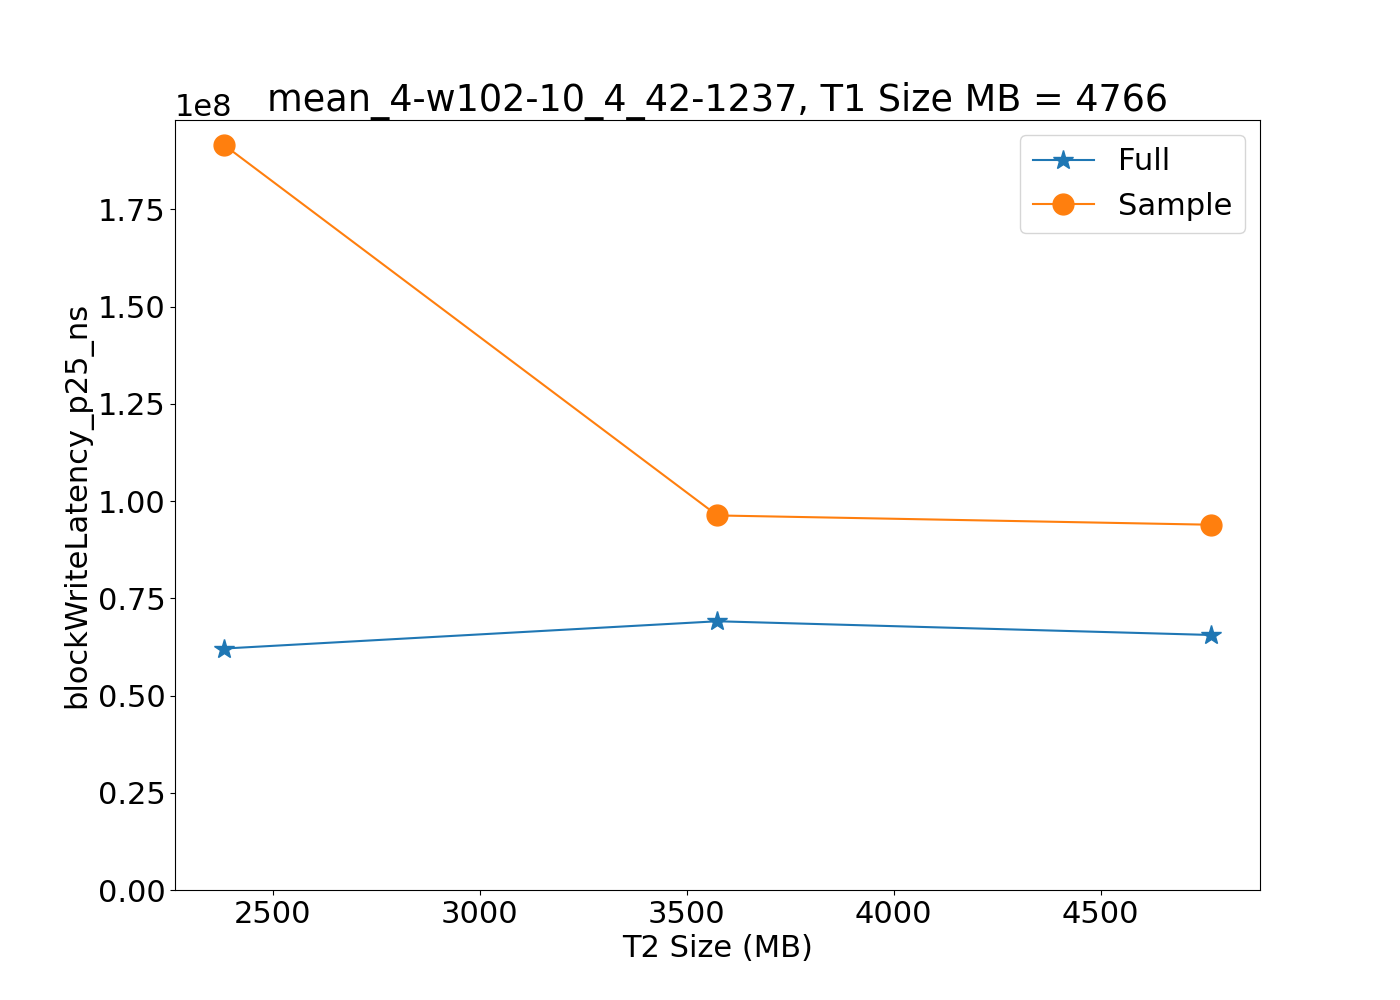 mean_4-w102-10_4_42-1237, T1 Size MB = 4766
1e8
Full
Sample
1.75
1.50
1.25
1.00
0.75
0.50
0.25
0.00
blockWriteLatency_p25_ns
2500 3000 3500 4000 4500
T2 Size (MB)